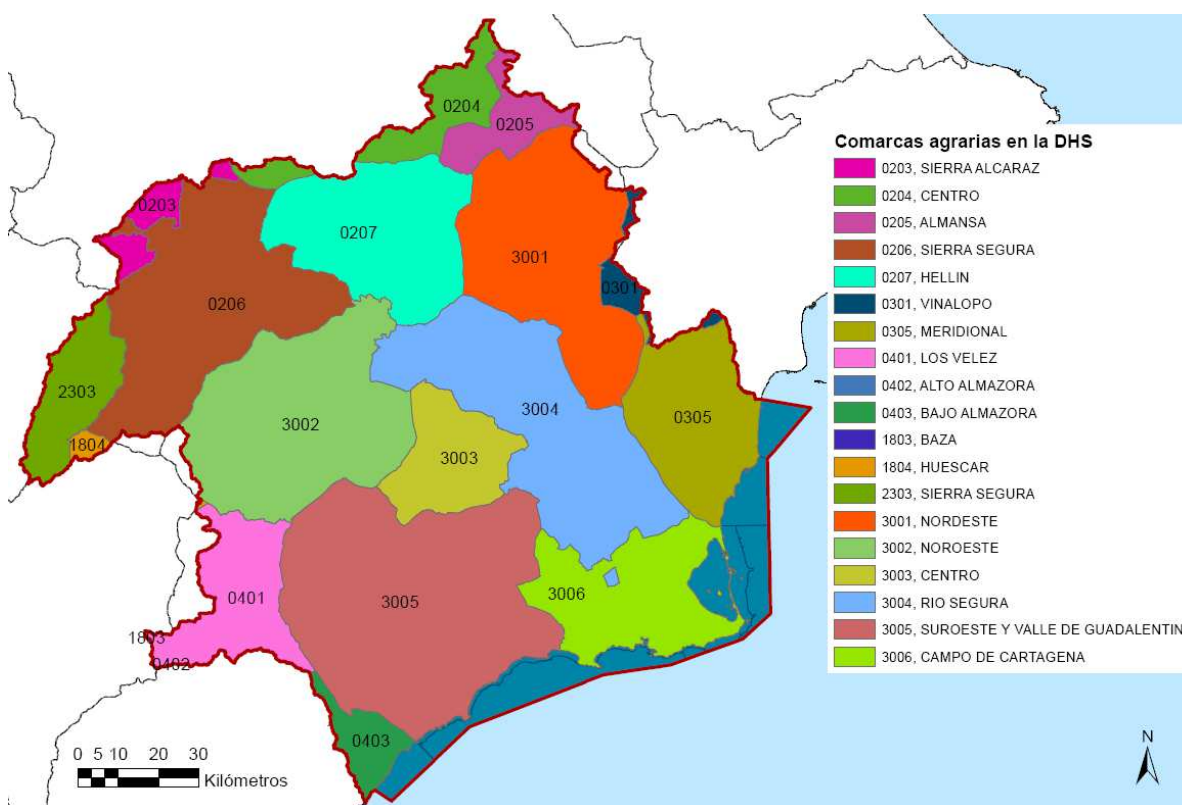 0204
0205
0203
0207
3001
0206
0301
2303
3004
0305
3002
1804
3003
0401
3005
3006
1803
0402
0403
0 5 10 20 30
Kilómetros
Comarcas agrarias en la DHS
0203, SIERRA ALCARAZ
0204, CENTRO
0205, ALMANSA
0206, SIERRA SEGURA
0207, HELLIN
0301, VINALOPO
0305, MERIDIONAL
0401, LOS VELEZ
0402, ALTO ALMAZORA
0403, BAJO ALMAZORA
1803, BAZA
1804, HUESCAR
2303, SIERRA SEGURA
3001, NORDESTE
3002, NOROESTE
3003, CENTRO
3004, RIO SEGURA
3005, SUROESTE Y VALLE DE GUADALENTIN
3006, CAMPO DE CARTAGENA
N